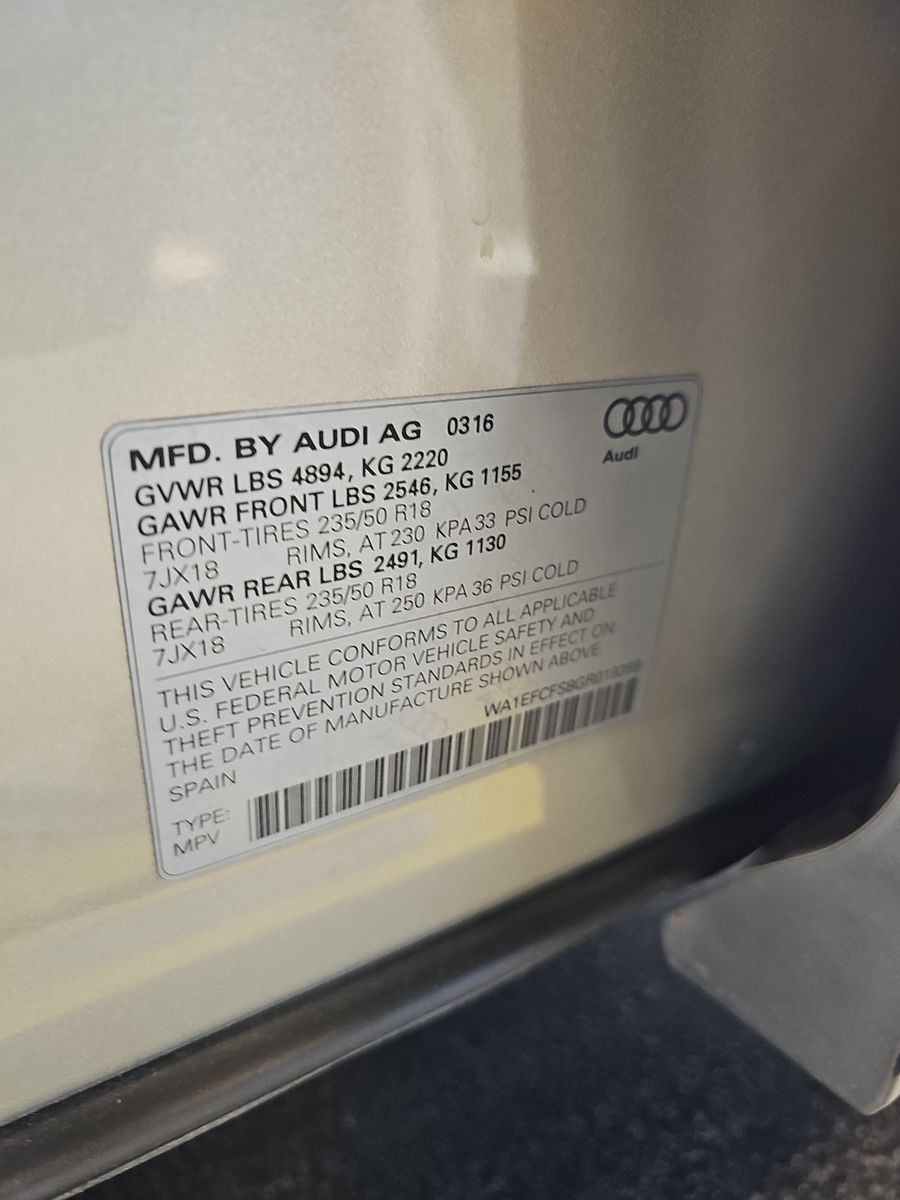 MFD. BY AUDI AG 0316
Audi
GVWR LBS 4894, KG 2220
GAWR FRONT LBS 2546, KG 1155
FRONT-TIRES 235/50 R18
7JX18 RIMS, AT 230 KPA 33 PSI COLD
GAWR REAR LBS 2491, KG 1130
REAR-TIRES 235/50 R18
7JX18 RIMS, AT 250 KPA 36 PSI COLD
THIS VEHICLE CONFORMS TO ALL APPLICABLE
U.S. FEDERAL MOTOR VEHICLE SAFETY AND
THEFT PREVENTION STANDARDS IN EFFECT ON
THE DATE OF MANUFACTURE SHOWN ABOVE.
SPAIN
TYPE:
MPV